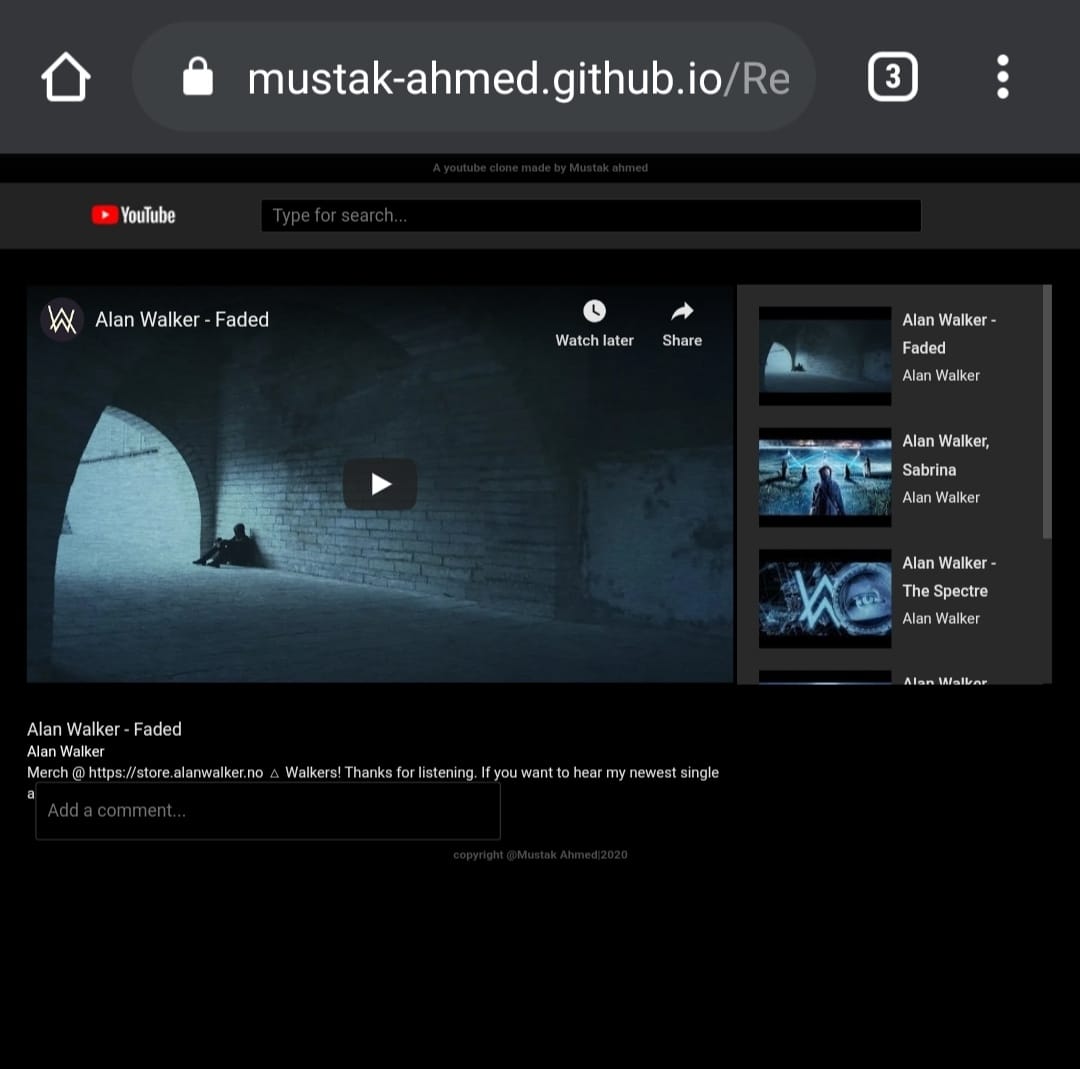 mustak-ahmed.github.io/Re
3
A youtube clone made by Mustak ahmed
YouTube
Type for search...
Alan Walker - Faded
Watch later
Share
Alan Walker -
Faded
Alan Walker
Alan Walker,
Sabrina
Alan Walker
Alan Walker -
The Spectre
Alan Walker
Alan Walker
Alan Walker - Faded
Alan Walker
Merch @ https://store.alanwalker.no △ Walkers! Thanks for listening. If you want to hear my newest single
a
Add a comment...
copyright @Mustak Ahmed|2020